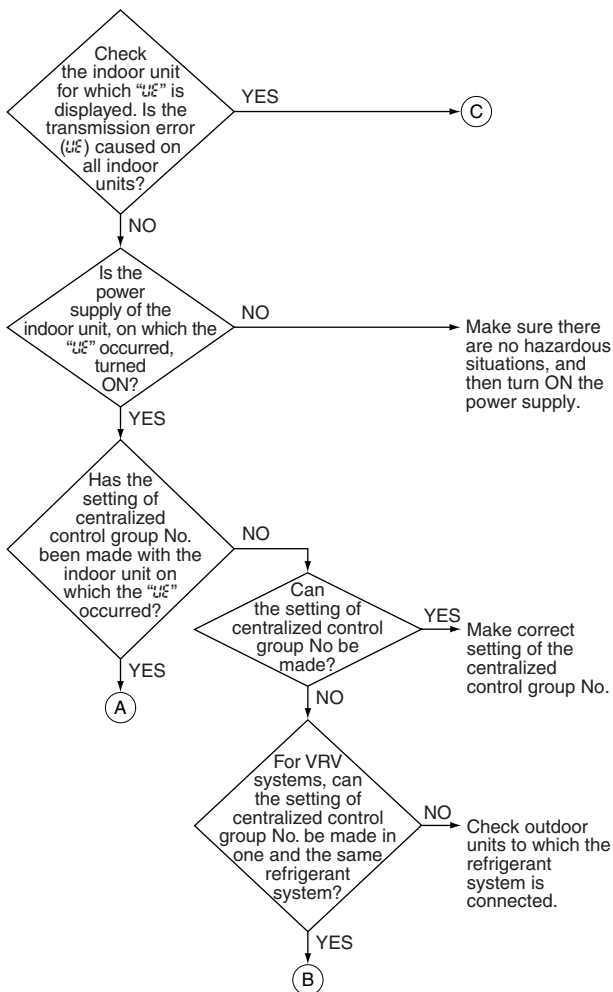 Check
the indoor unit
for which “UE” is
displayed. Is the
transmission error
(UE) caused on
all indoor
units?
YES
C
NO
Is the
power
supply of the
indoor unit, on which the
“UE” occurred,
turned
ON?
NO
Make sure there
are no hazardous
situations, and
then turn ON the
power supply.
YES
Has the
setting of
centralized
control group No.
been made with the
indoor unit on
which the “UE”
occurred?
NO
Can
the setting of
centralized control
group No be
made?
YES
Make correct
setting of the
centralized
control group No.
YES
A
NO
For VRV
systems, can
the setting of
centralized control
group No. be made in
one and the same
refrigerant
system?
NO
Check outdoor
units to which the
refrigerant
system is
connected.
YES
B